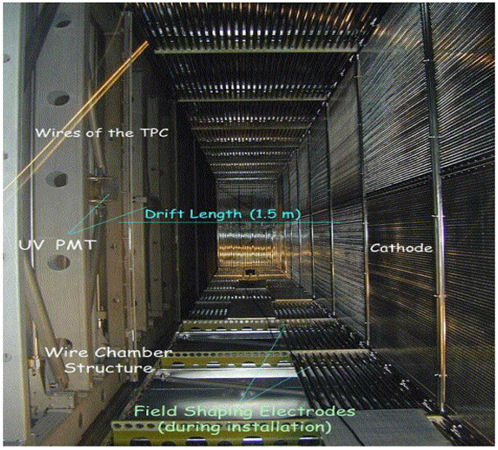 Wires of the TPC
Drift Length (1.5 m)
UV PMT
Cathode
Wire Chamber
Structure
Field Shaping Electrodes
(during installation)